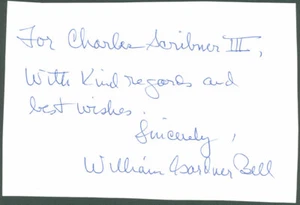 For Charles Scribner III,
With kind regards and
best wishes.
Sincerely,
William Gardner Bell